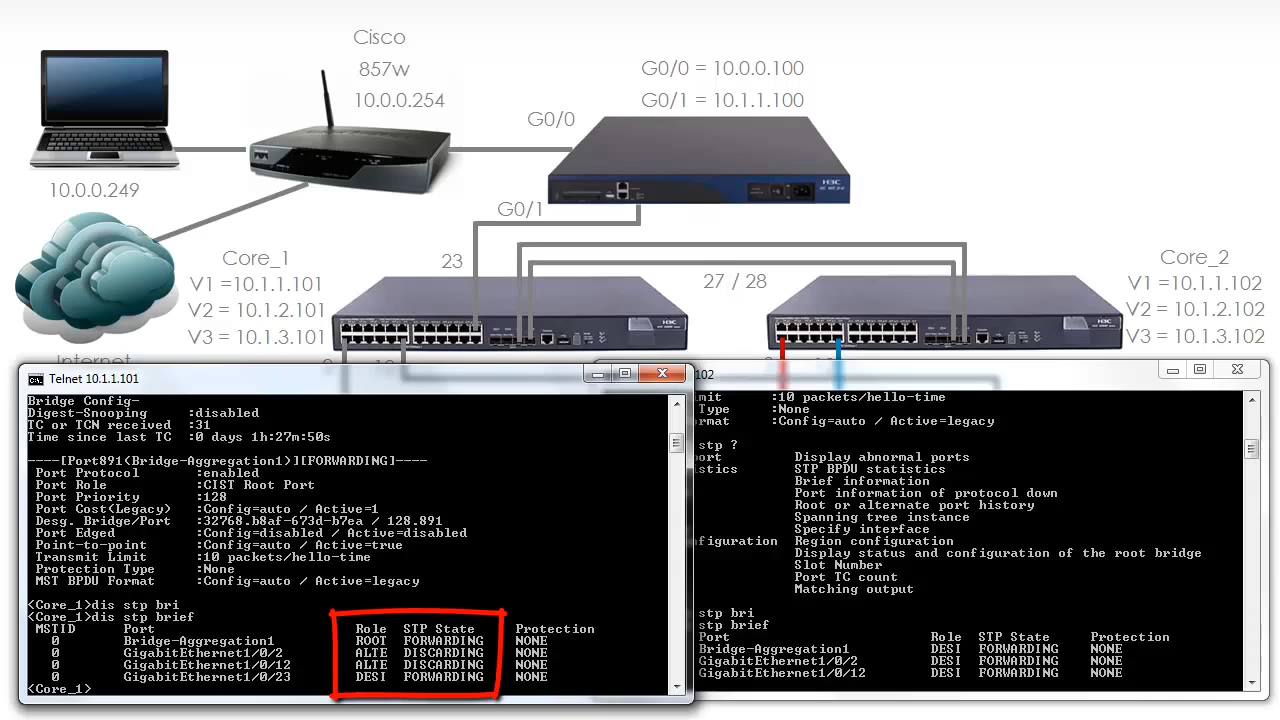 Cisco
857w
10.0.0.254
G0/0 = 10.0.0.100
G0/1 = 10.1.1.100
G0/0
10.0.0.249
G0/1
H3C
Core_1
V1 =10.1.1.101
V2 = 10.1.2.101
V3 = 10.1.3.101
23
27 / 28
Core_2
V1 =10.1.1.102
V2 = 10.1.2.102
V3 = 10.1.3.102
H3C
H3C
Internet
Telnet 10.1.1.101
Bridge Config-
Digest-Snooping :disabled
TC or TCN received :31
Time since last TC :0 days 1h:27m:50s
----[Port891(Bridge-Aggregation1)][FORWARDING]----
Port Protocol :enabled
Port Role :CIST Root Port
Port Priority :128
Port Cost(Legacy) :Config=auto / Active=1
Desg. Bridge/Port :32768.b8af-673d-b7ea / 128.891
Port Edged :Config=disabled / Active=disabled
Point-to-point :Config=auto / Active=true
Transmit Limit :10 packets/hello-time
Protection Type :None
MST BPDU Format :Config=auto / Active=legacy
<Core_1>dis stp bri
<Core_1>dis stp brief
MSTID Port Role STP State Protection
0 Bridge-Aggregation1 ROOT FORWARDING NONE
0 GigabitEthernet1/0/2 ALTE DISCARDING NONE
0 GigabitEthernet1/0/12 ALTE DISCARDING NONE
0 GigabitEthernet1/0/23 DESI FORWARDING NONE
<Core_1>
102
imit :10 packets/hello-time
Type :None
ormat :Config=auto / Active=legacy
stp ?
ort Display abnormal ports
istics STP BPDU statistics
Brief information
Port information of protocol down
Root or alternate port history
Spanning tree instance
Specify interface
figuration Region configuration
Display status and configuration of the root bridge
Slot Number
Port TC count
Matching output
stp bri
stp brief
Port Role STP State Protection
Bridge-Aggregation1 DESI FORWARDING NONE
GigabitEthernet1/0/2 DESI FORWARDING NONE
GigabitEthernet1/0/12 DESI FORWARDING NONE